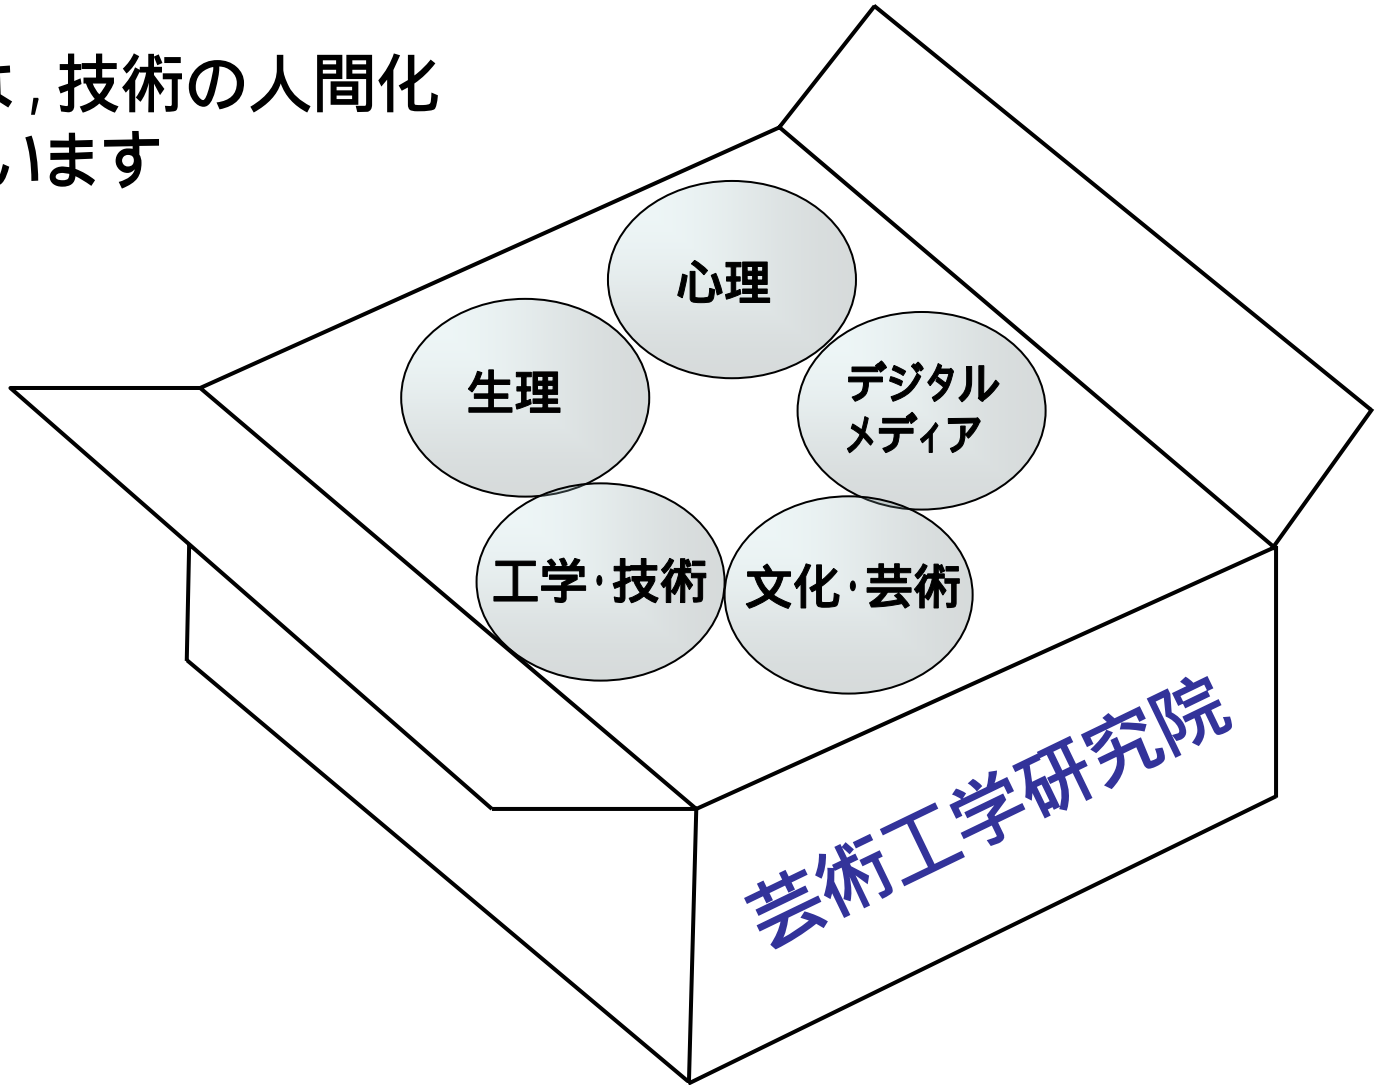 は,技術の人間化
います
心理
生理
デジタル
メディア
工学・技術
文化・芸術
芸術工学研究院